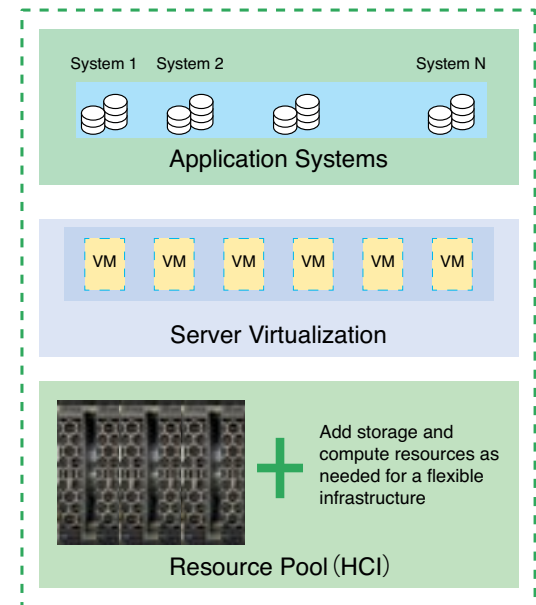 System 1 System 2 System N
Application Systems
VM VM VM VM VM VM
Server Virtualization
Add storage and
compute resources as
needed for a flexible
infrastructure
Resource Pool（HCI）